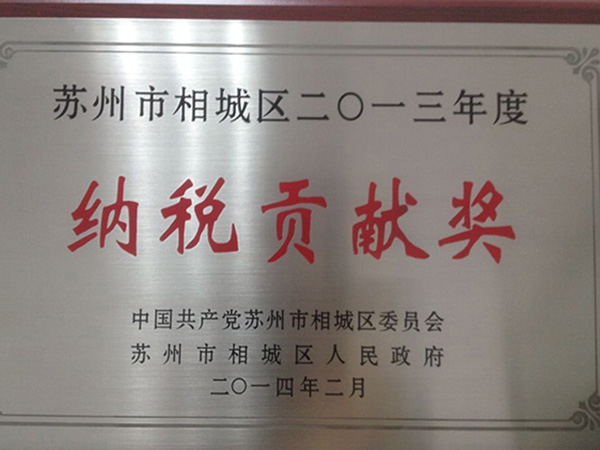 苏州市相城区二〇一三年度
纳税贡献奖
中国共产党苏州市相城区委员会
苏州市相城区人民政府
二〇一四年二月